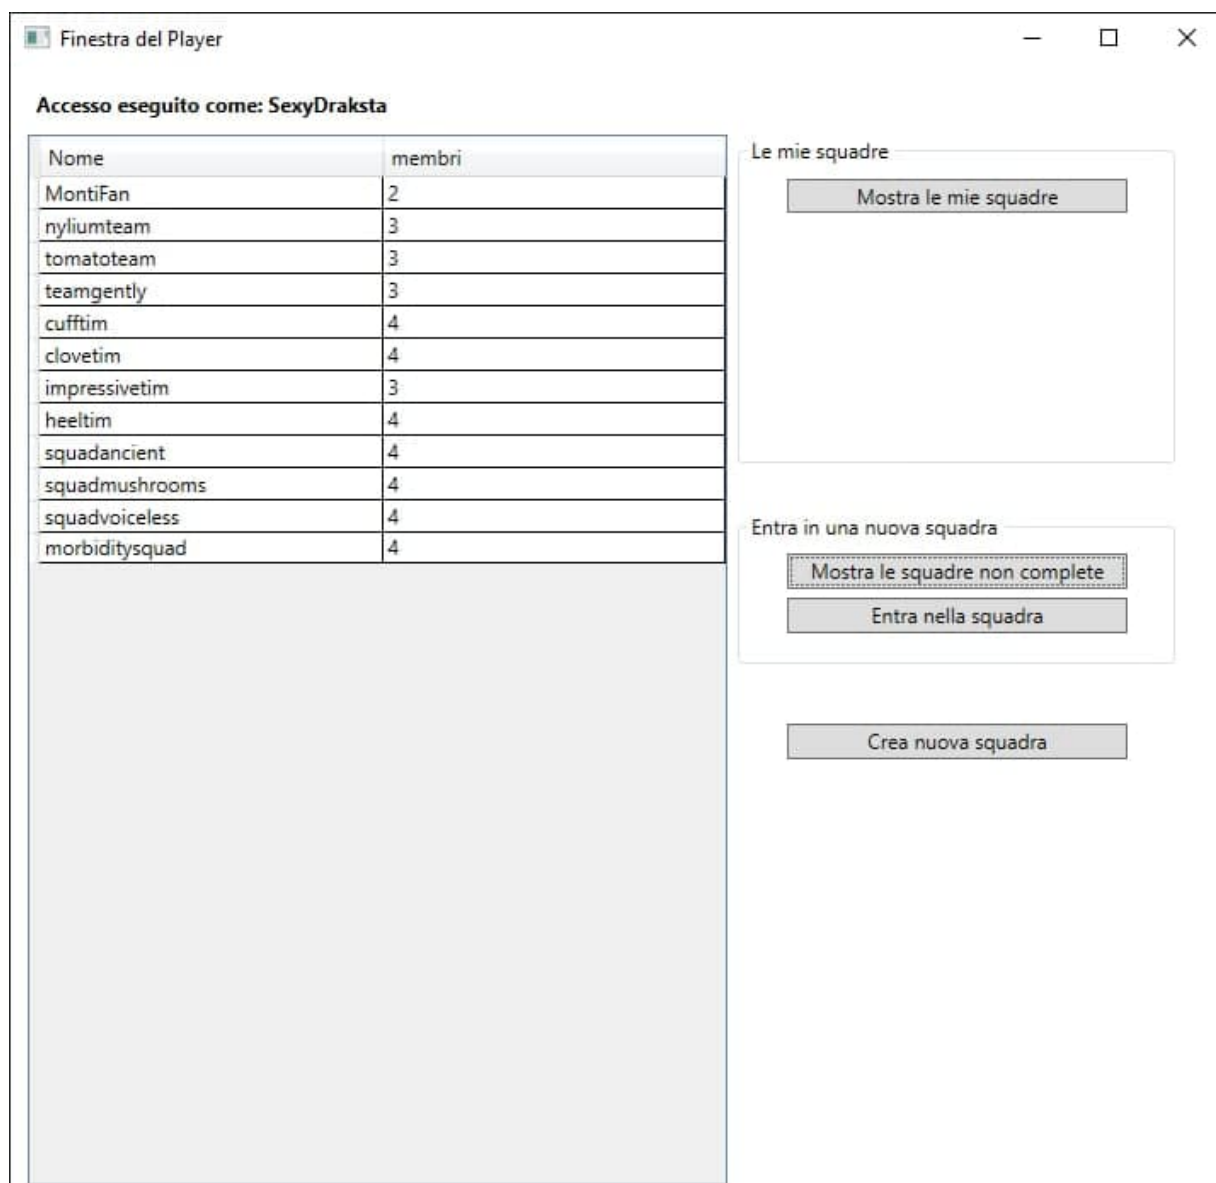 Finestra del Player
Accesso eseguito come: SexyDraksta
Nome membri
MontiFan 2
nyliumteam 3
tomatoteam 3
teamgently 3
cufftim 4
clovetim 4
impressivetim 3
heeltim 4
squadancient 4
squadmushrooms 4
squadvoiceless 4
morbiditysquad 4
Le mie squadre
Mostra le mie squadre
Entra in una nuova squadra
Mostra le squadre non complete
Entra nella squadra
Crea nuova squadra